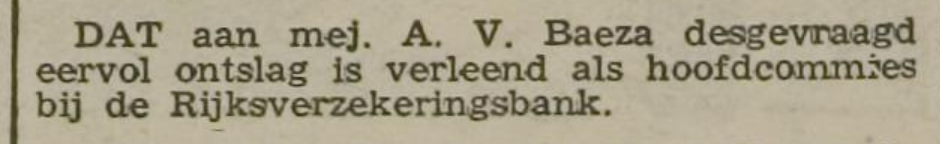 DAT aan mej. A. V. Baeza desgevraagd
eervol ontslag is verleend als hoofdcommies
bij de Rijksverzekeringsbank.